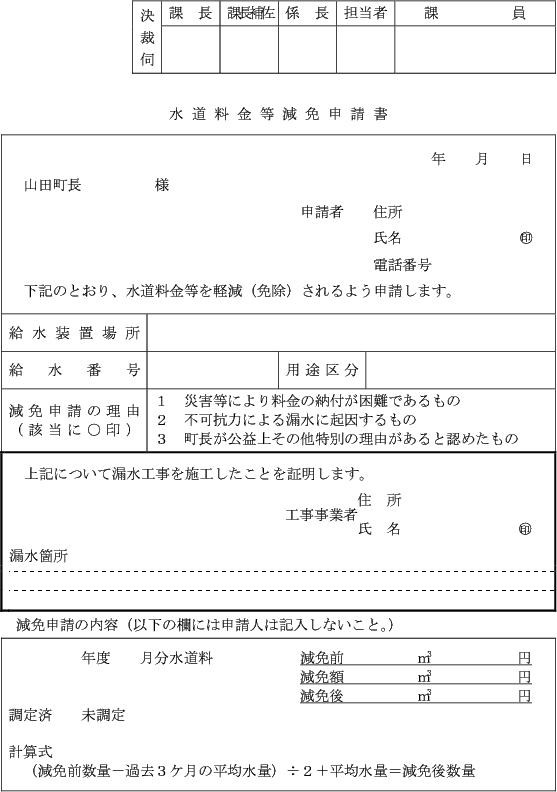 決裁伺 課長 課長補佐 係長 担当者 課員
水道料金等減免申請書
年 月 日
山田町長 様
申請者 住所
氏名 ㊞
電話番号
下記のとおり、水道料金等を軽減（免除）されるよう申請します。
給水装置場所
給水番号 用途区分
減免申請の理由
（該当に○印）
1 災害等により料金の納付が困難であるもの
2 不可抗力による漏水に起因するもの
3 町長が公益上その他特別の理由があると認めたもの
上記について漏水工事を施工したことを証明します。
住所
工事事業者
氏名 ㊞
漏水箇所
減免申請の内容（以下の欄には申請人は記入しないこと。）
年度 月分水道料 減免前 ㎥ 円
減免額 ㎥ 円
減免後 ㎥ 円
調定済 未調定
計算式
（減免前数量－過去３ケ月の平均水量）÷２＋平均水量＝減免後数量